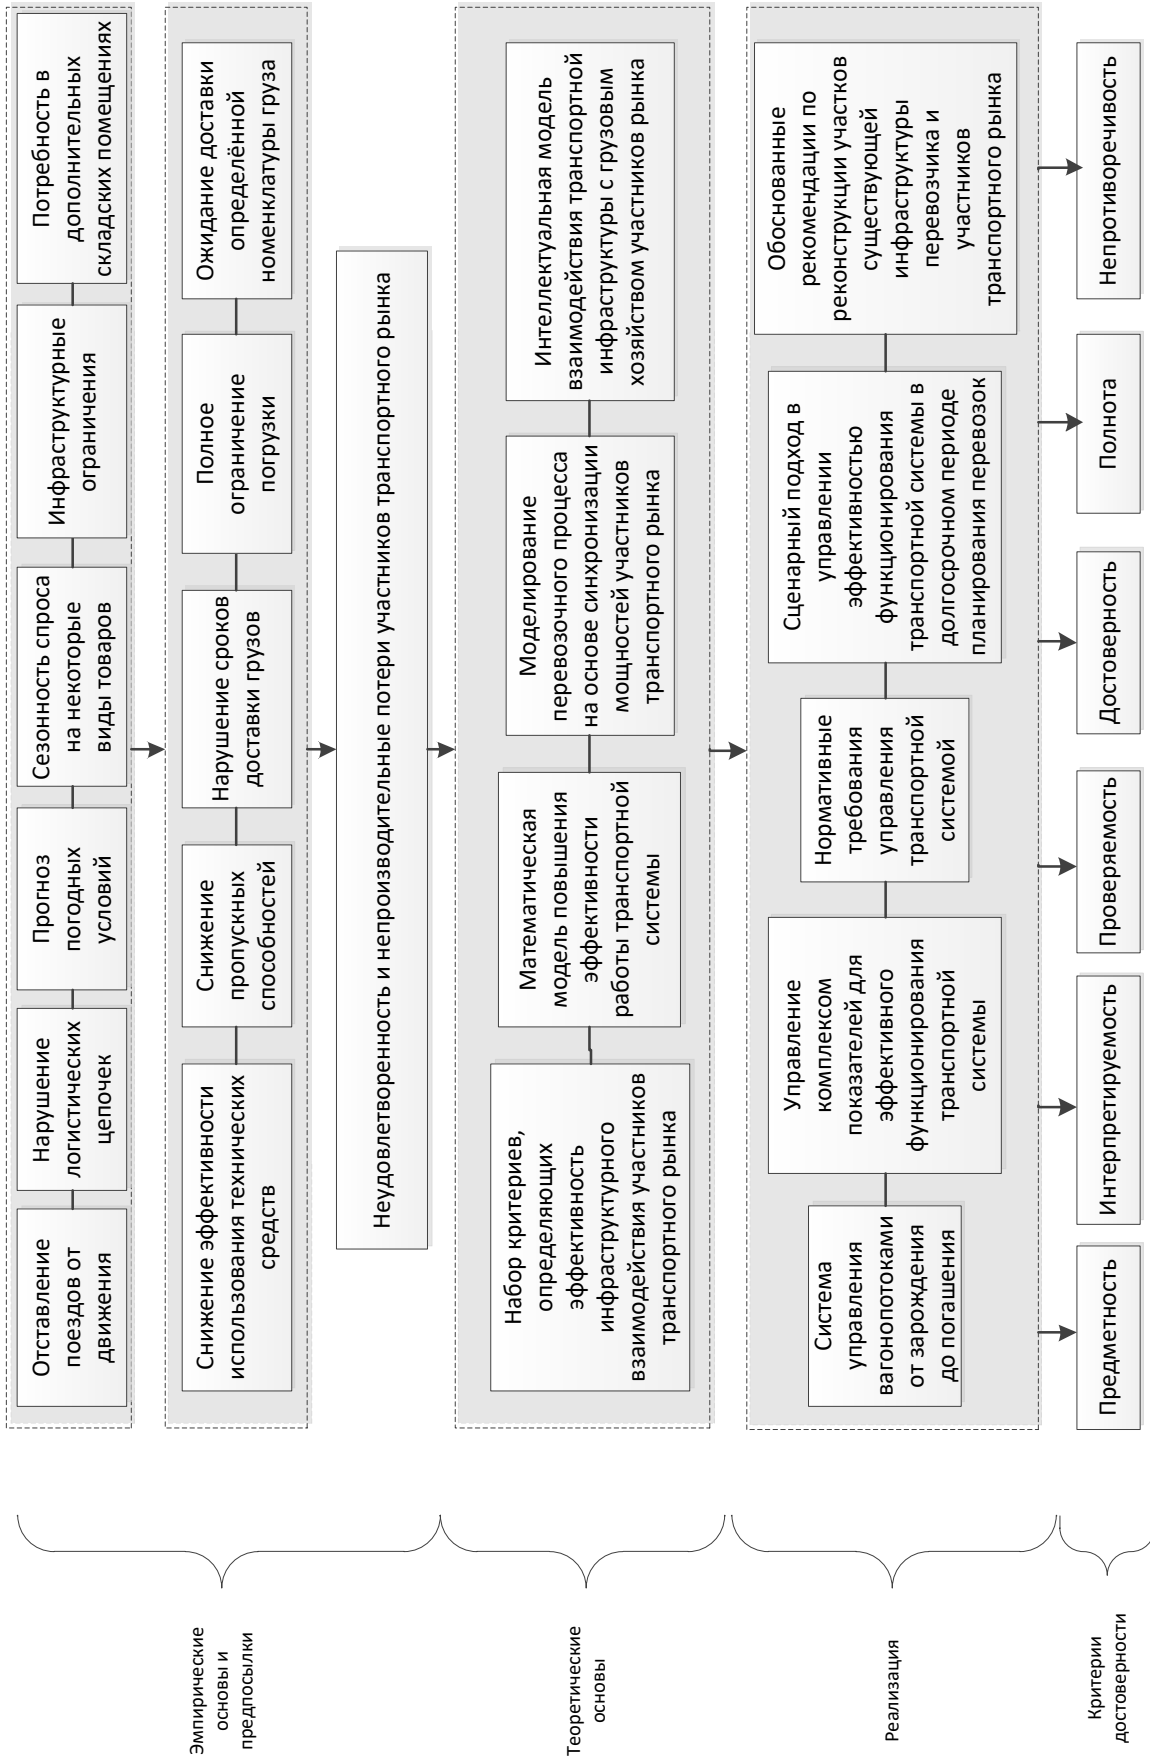 Эмпирические
основы и
предпосылки
Отставление
поездов от
движения
Нарушение
логистических
цепочек
Прогноз
погодных
условий
Сезонность спроса
на некоторые
виды товаров
Инфраструктурные
ограничения
Потребность в
дополнительных
складских помещениях
Снижение эффективности
использования технических
средств
Снижение
пропускных
способностей
Нарушение сроков
доставки грузов
Полное
ограничение
погрузки
Ожидание доставки
определённой
номенклатуры груза
Неудовлетворенность и непроизводительные потери участников транспортного рынка
Теоретические
основы
Набор критериев,
определяющих
эффективность
инфраструктурного
взаимодействия участников
транспортного рынка
Математическая
модель повышения
эффективности
работы транспортной
системы
Моделирование
перевозочного процесса
на основе синхронизации
мощностей участников
транспортного рынка
Интеллектуальная модель
взаимодействия транспортной
инфраструктуры с грузовым
хозяйством участников рынка
Реализация
Система
управления
вагонопотоками
от зарождения
до погашения
Управление
комплексом
показателей для
эффективного
функционирования
транспортной
системы
Нормативные
требования
управления
транспортной
системой
Сценарный подход в
управлении
эффективностью
функционирования
транспортной системы в
долгосрочном периоде
планирования перевозок
Обоснованные
рекомендации по
реконструкции участков
существующей
инфраструктуры
перевозчика и
участников
транспортного рынка
Критерии
достоверности
Предметность
Интерпретируемость
Проверяемость
Достоверность
Полнота
Непротиворечивость